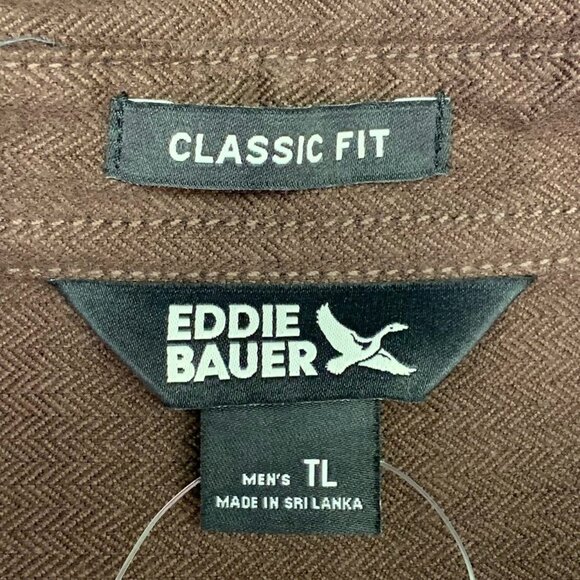 CLASSIC FIT
EDDIE
BAUER
MEN'S TL
MADE IN SRI LANKA